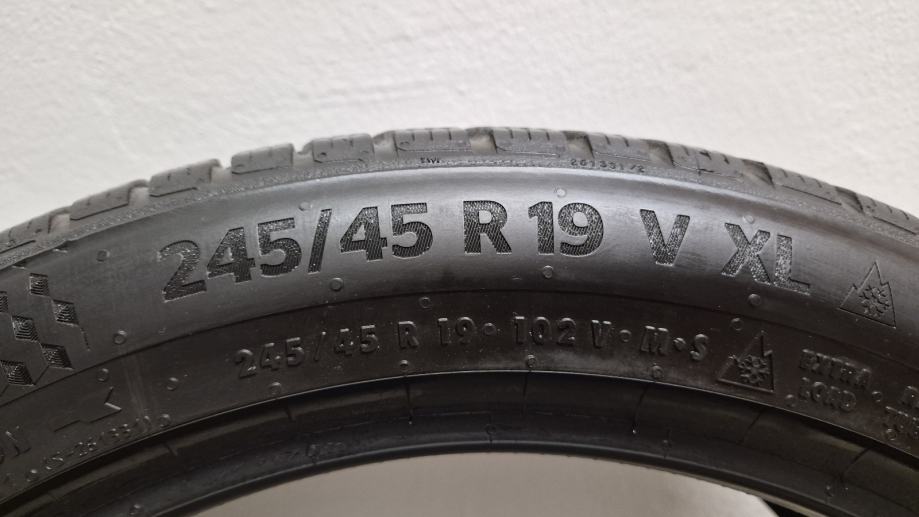 245/45 R 19 V XL
245/45 R 19 · 102 V · M·S
EXTRA
LOAD